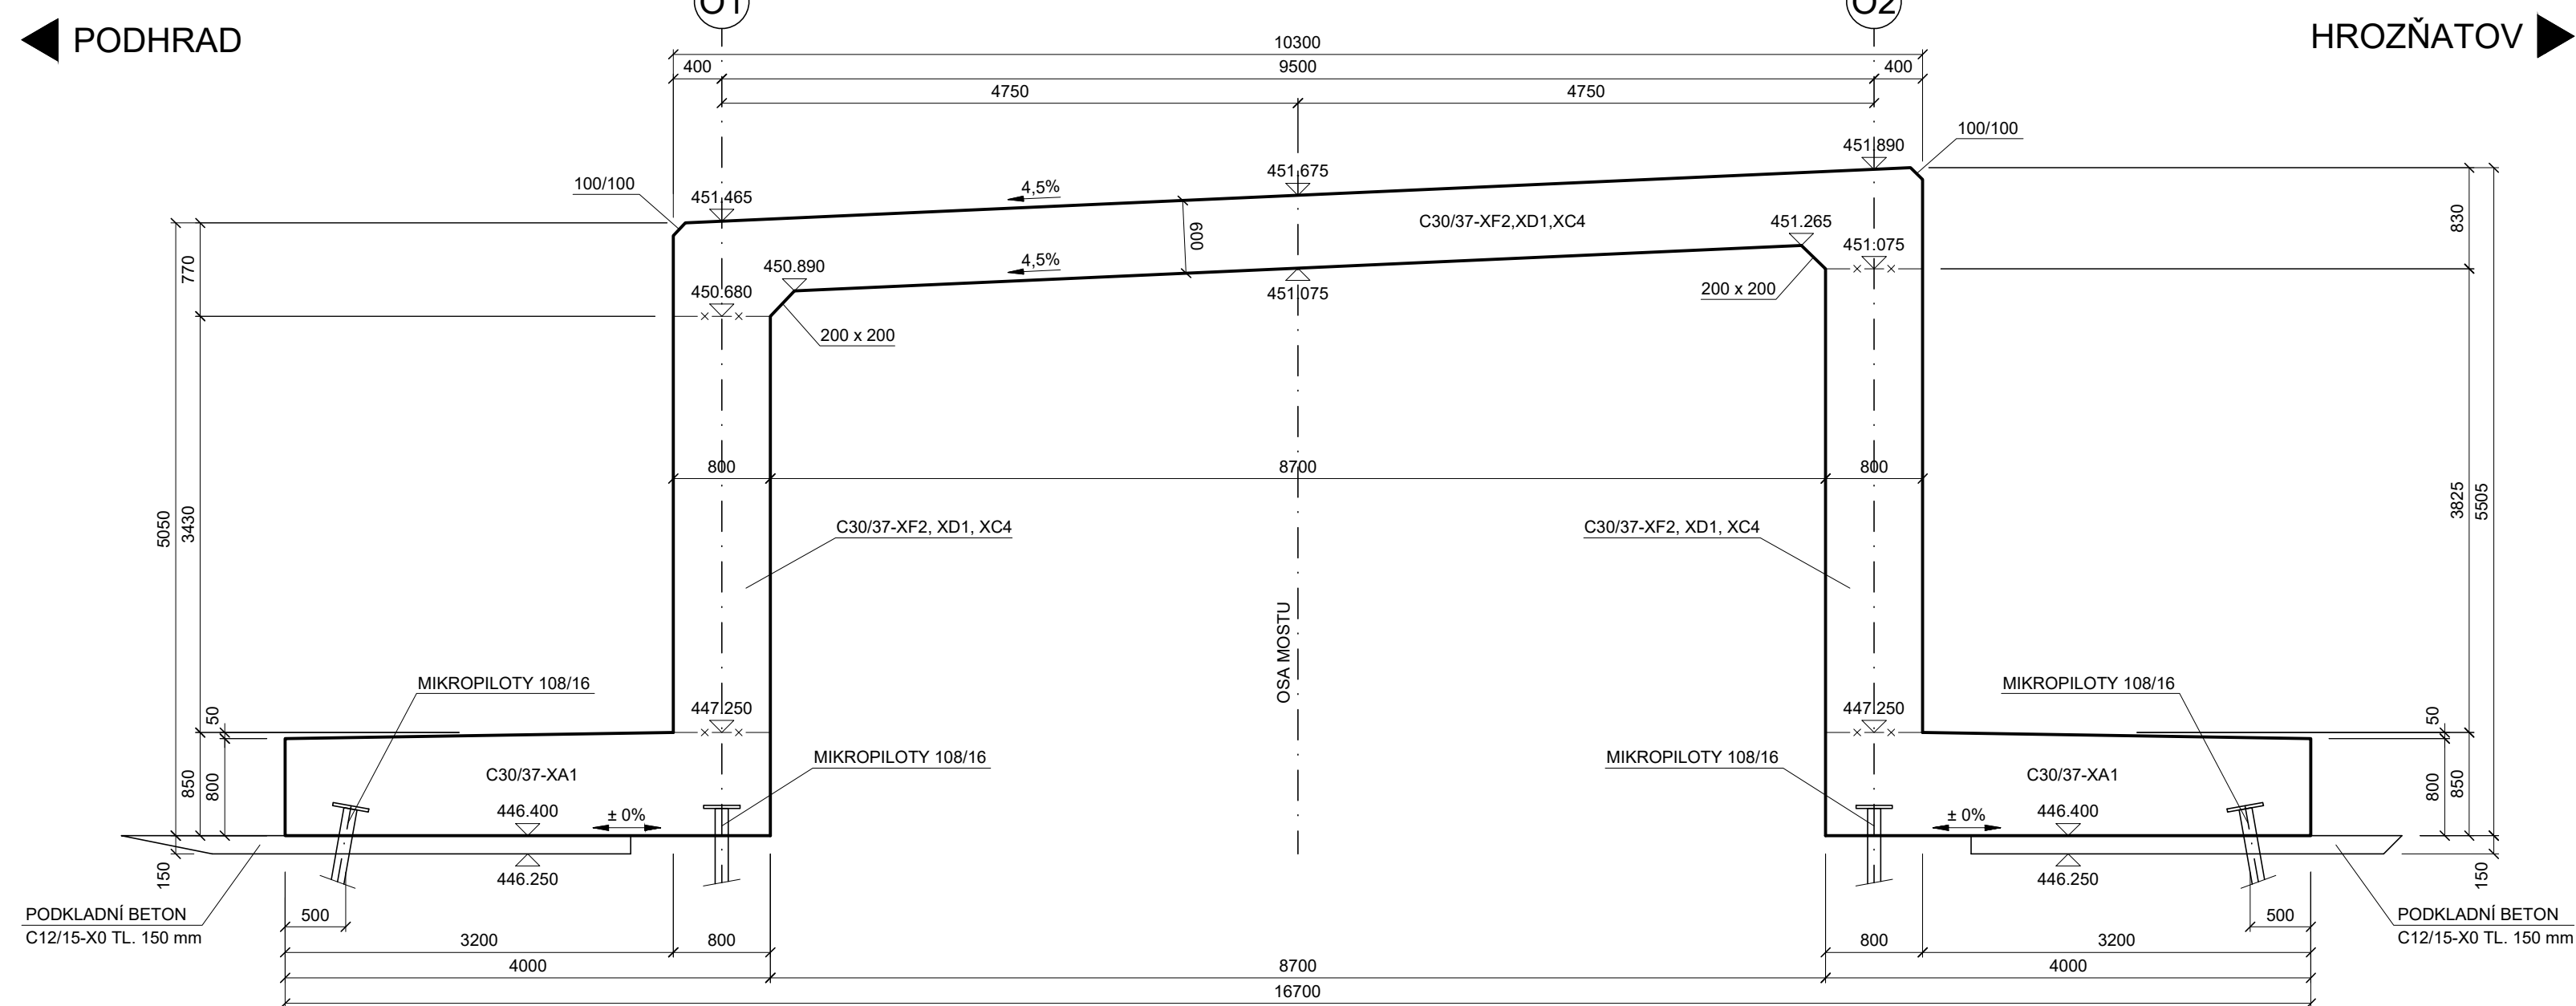 O1
O2
PODHRAD
HROZŇATOV
10300
400
9500
400
4750
4750
100/100
100/100
451.465
4,5%
451.675
451.890
600
C30/37-XF2,XD1,XC4
451.265
451.075
450.680
450.890
4,5%
451.075
200 x 200
200 x 200
770
830
5050
3430
3825
5505
800
8700
800
C30/37-XF2, XD1, XC4
C30/37-XF2, XD1, XC4
OSA MOSTU
MIKROPILOTY 108/16
MIKROPILOTY 108/16
447.250
447.250
50
50
MIKROPILOTY 108/16
MIKROPILOTY 108/16
850
800
C30/37-XA1
C30/37-XA1
800
850
446.400
± 0%
± 0%
446.400
150
446.250
446.250
150
PODKLADNÍ BETON
C12/15-X0 TL. 150 mm
PODKLADNÍ BETON
C12/15-X0 TL. 150 mm
500
500
3200
800
800
3200
4000
8700
4000
16700